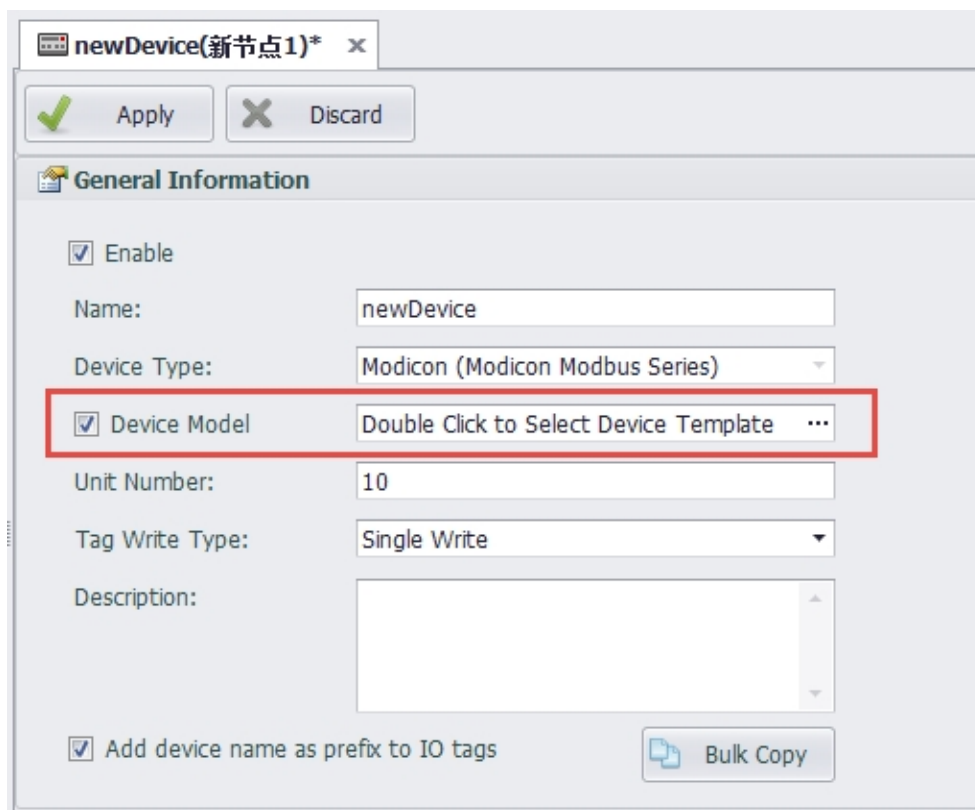 newDevice(新节点1)*
Apply Discard
General Information
Enable
Name: newDevice
Device Type: Modicon (Modicon Modbus Series)
Device Model Double Click to Select Device Template ...
Unit Number: 10
Tag Write Type: Single Write
Description:
Add device name as prefix to IO tags Bulk Copy